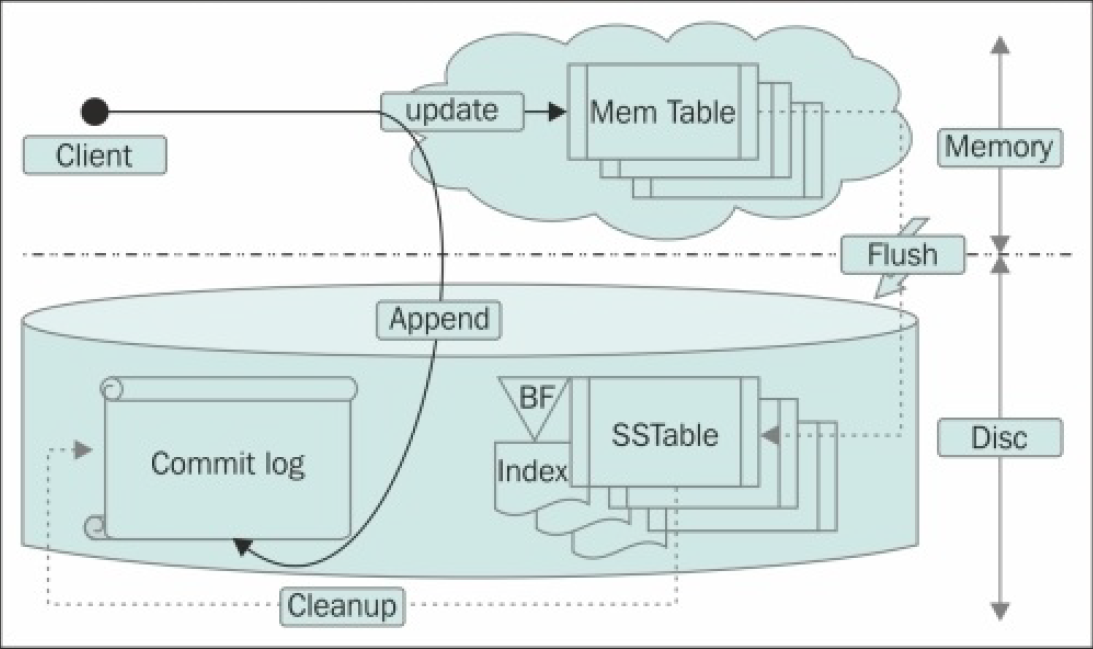 update
Mem Table
Client
Memory
Flush
Append
BF
SSTable
Index
Commit log
Disc
Cleanup